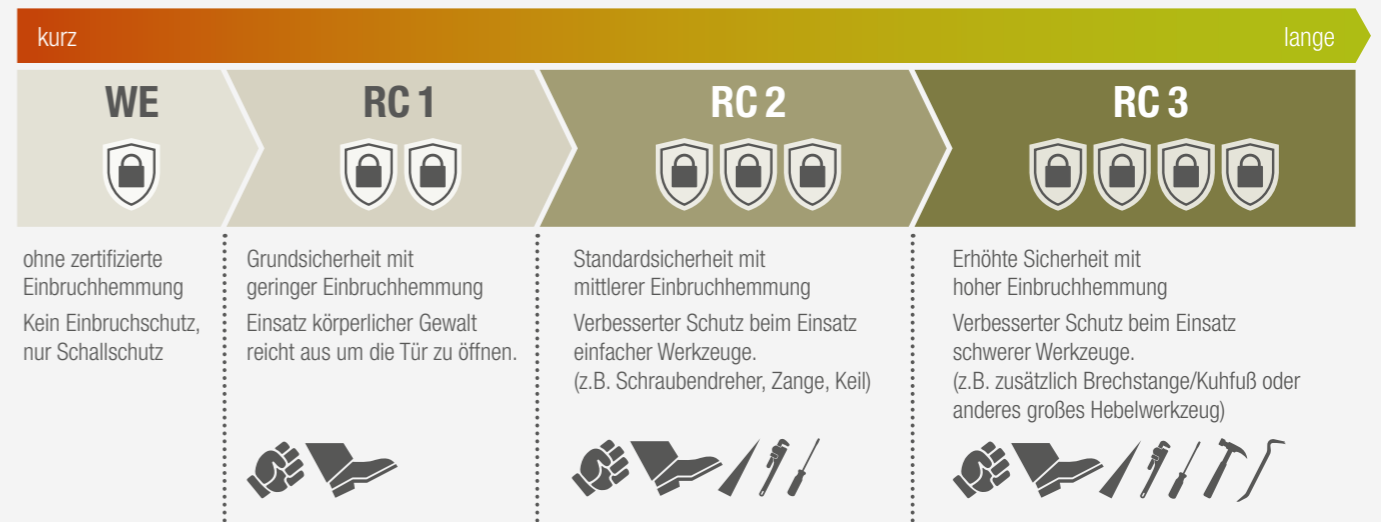 kurz
lange
WE
RC 1
RC 2
RC 3
ohne zertifizierte
Einbruchhemmung
Kein Einbruchschutz,
nur Schallschutz
Grundsicherheit mit
geringer Einbruchhemmung
Einsatz körperlicher Gewalt
reicht aus um die Tür zu öffnen.
Standardsicherheit mit
mittlerer Einbruchhemmung
Verbesserter Schutz beim Einsatz
einfacher Werkzeuge.
(z.B. Schraubendreher, Zange, Keil)
Erhöhte Sicherheit mit
hoher Einbruchhemmung
Verbesserter Schutz beim Einsatz
schwerer Werkzeuge.
(z.B. zusätzlich Brechstange/Kuhfuß oder
anderes großes Hebelwerkzeug)